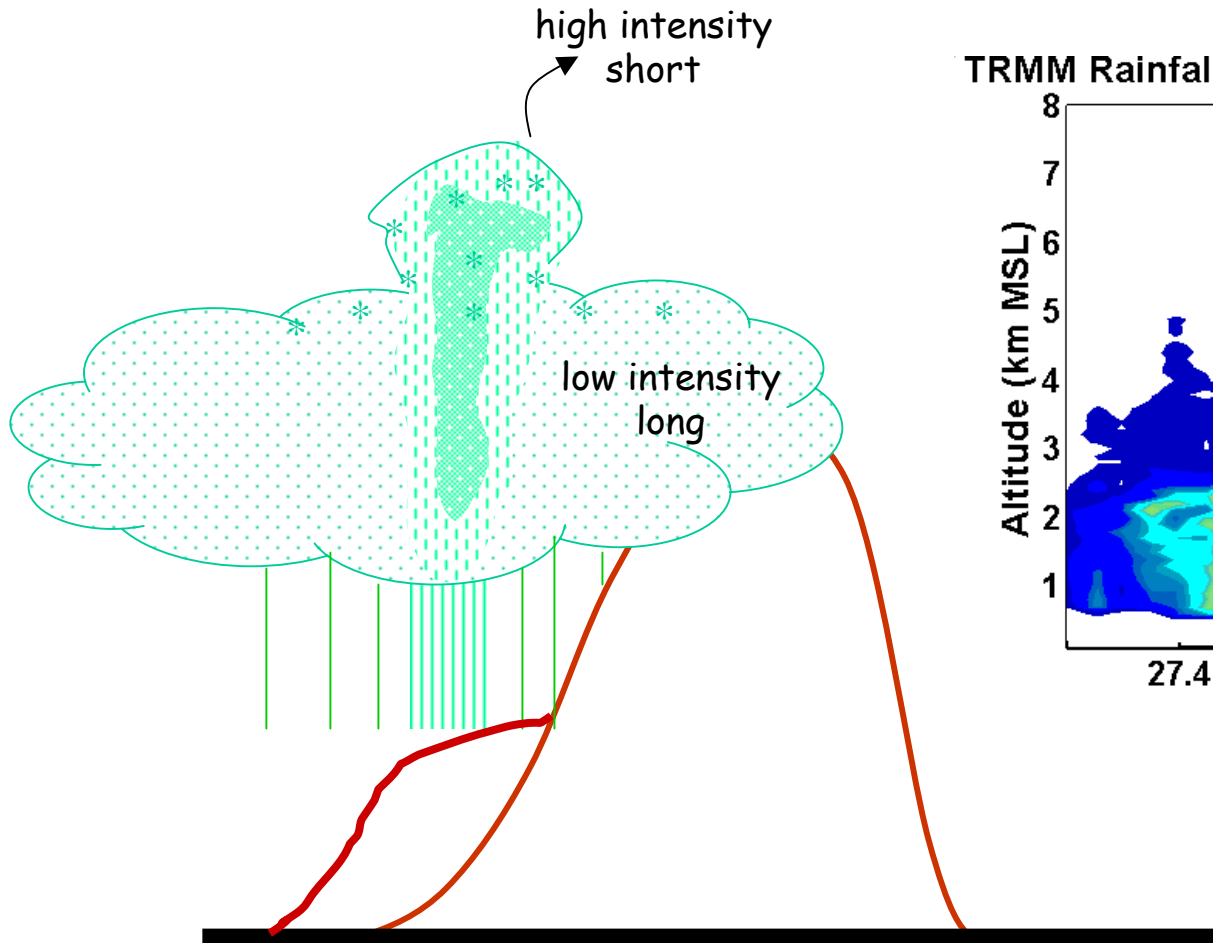 high intensity
short
low intensity
long
TRMM Rainfal
Altitude (km MSL)
8
7
6
5
4
3
2
1
27.4